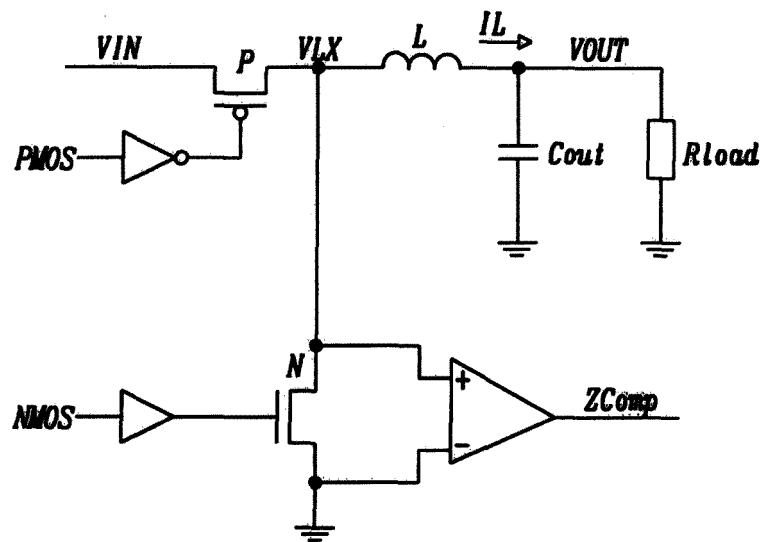 VIN
P
VLX
L
IL
VOUT
PMOS
Cout
Rload
N
NMOS
+
-
ZComp